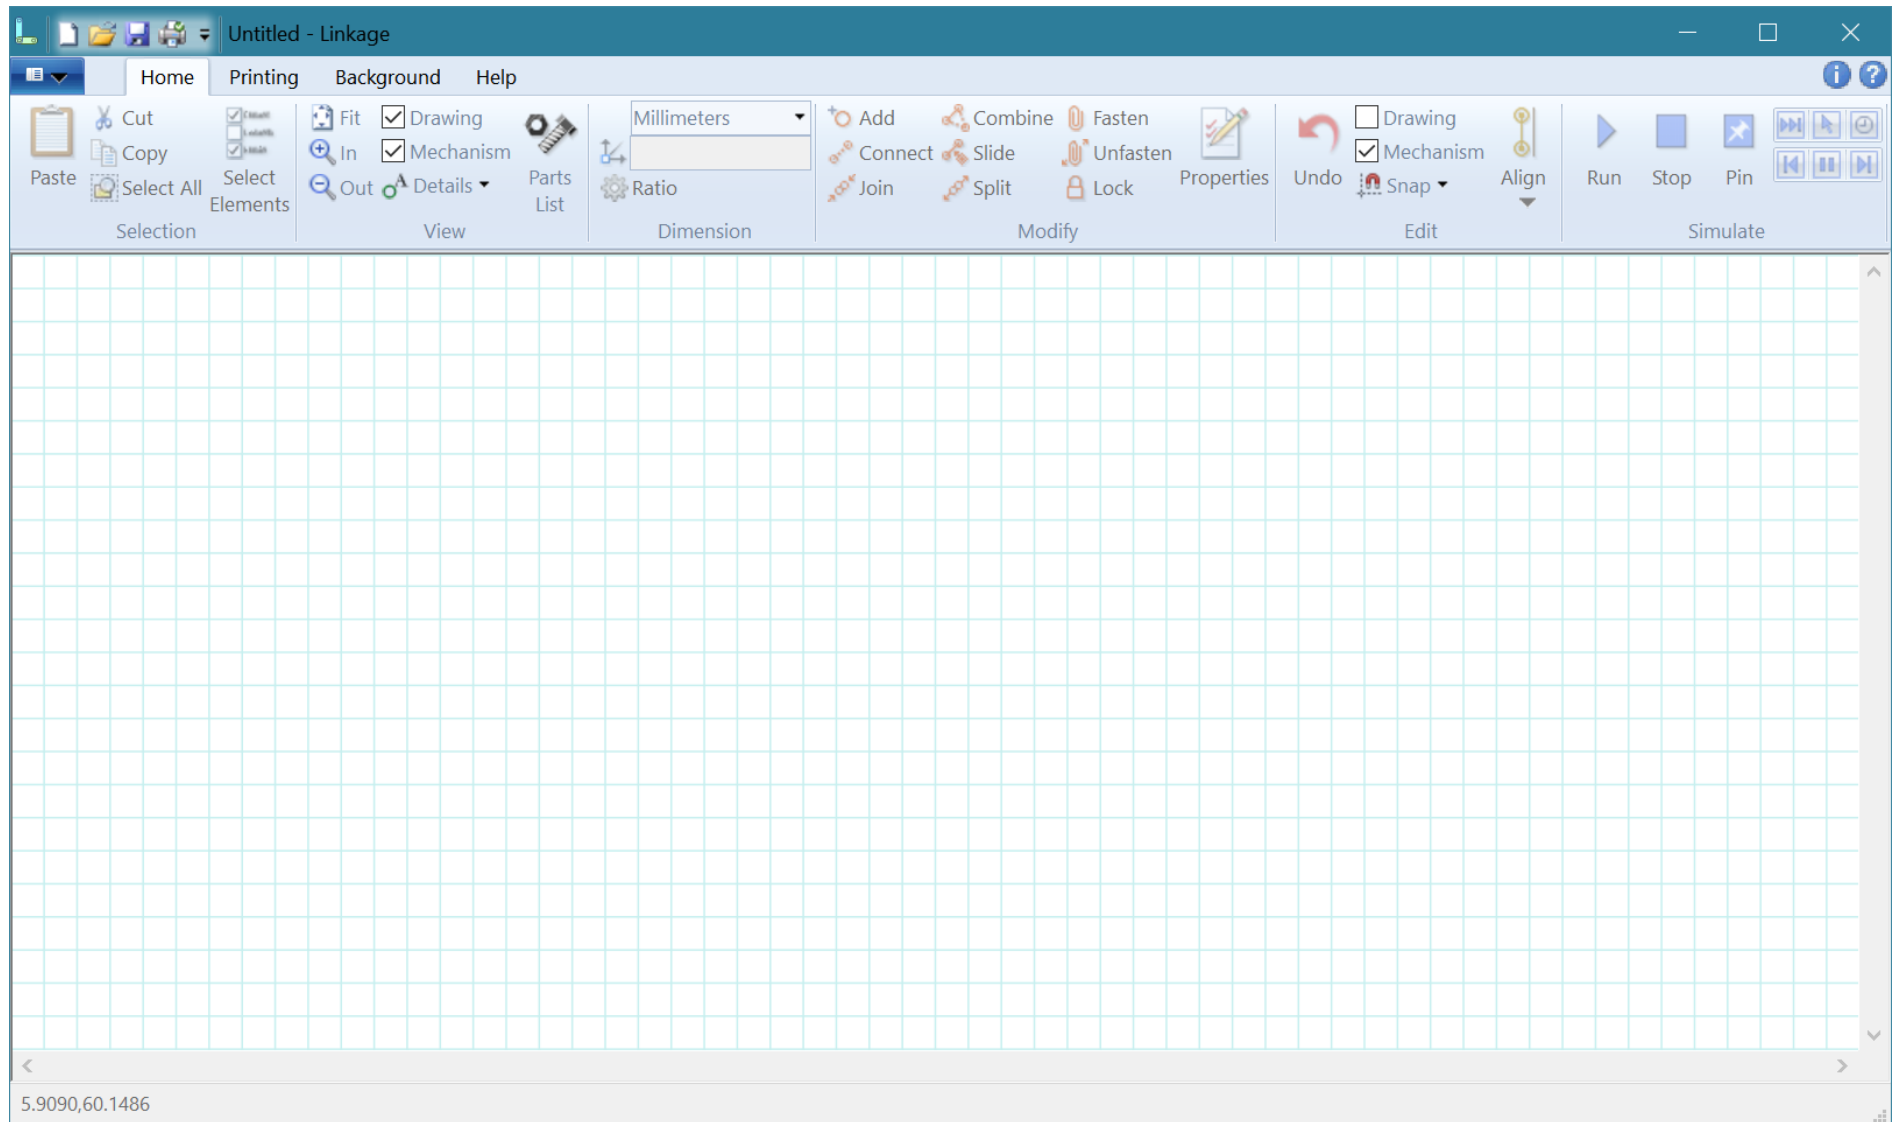 Untitled - Linkage
Home Printing Background Help
Cut Fit Drawing Millimeters Add Combine Fasten Drawing
Copy In Mechanism Connect Slide Unfasten Mechanism
Paste Select All Select Elements Out Details Parts List Ratio Join Split Lock Properties Undo Snap Align Run Stop Pin
Selection View Dimension Modify Edit Simulate
5.9090,60.1486